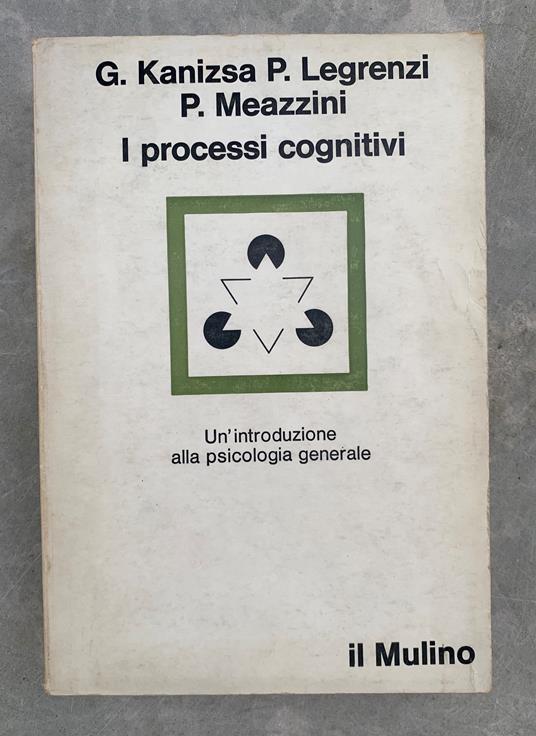 G. Kanizsa P. Legrenzi
P. Meazzini
I processi cognitivi
Un'introduzione
alla psicologia generale
il Mulino